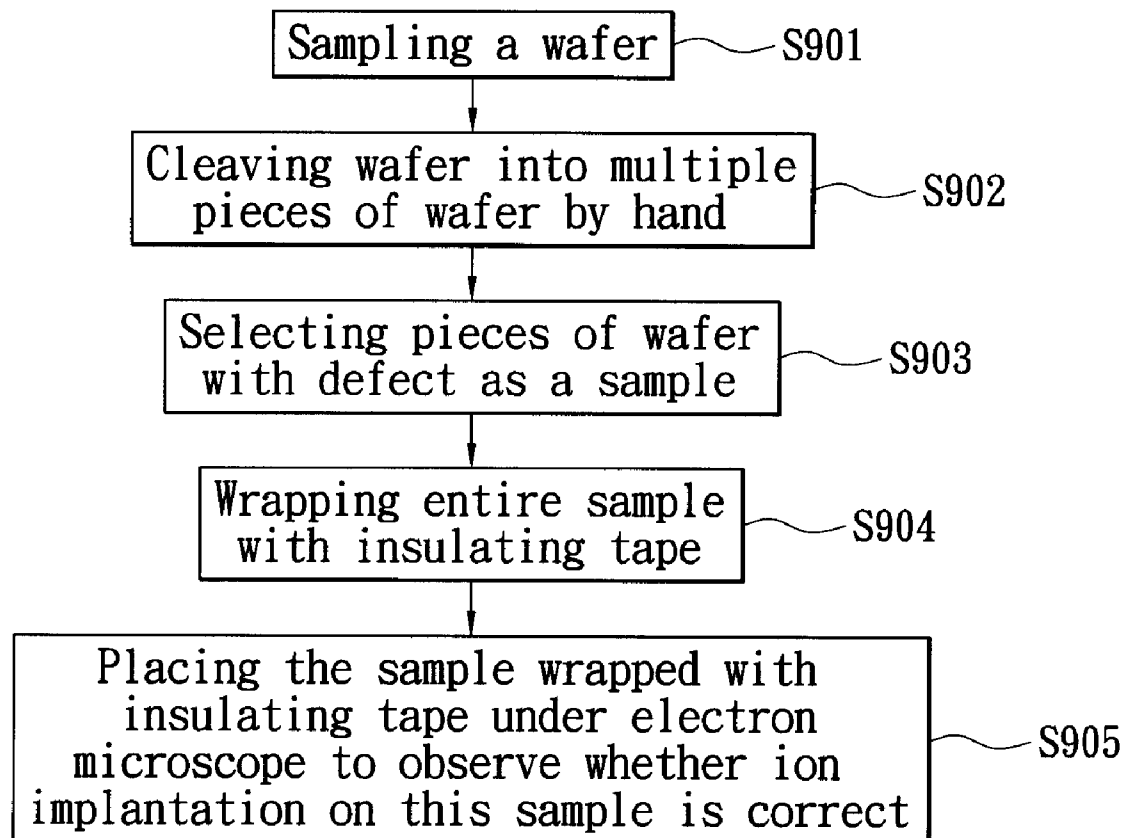 Sampling a wafer
S901
Cleaving wafer into multiple
pieces of wafer by hand
S902
Selecting pieces of wafer
with defect as a sample
S903
Wrapping entire sample
with insulating tape
S904
Placing the sample wrapped with
insulating tape under electron
microscope to observe whether ion
implantation on this sample is correct
S905